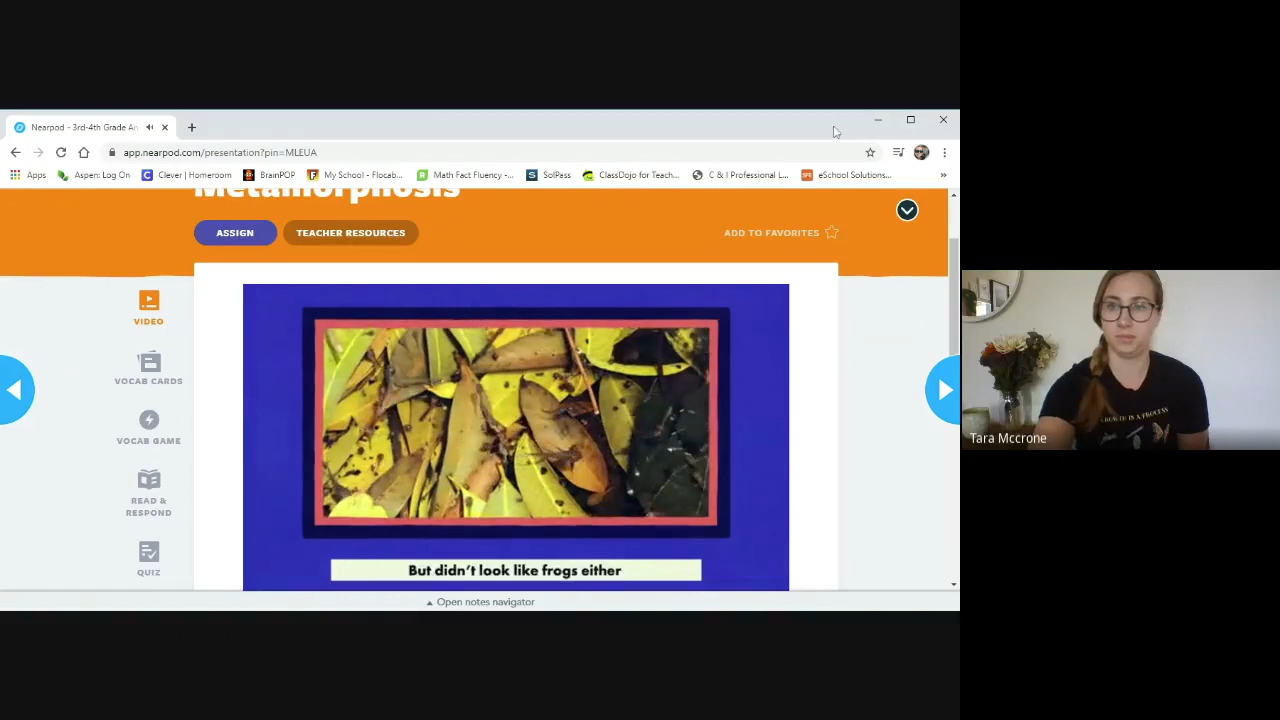 Nearpod - 3rd-4th Grade An
app.nearpod.com/presentation?pin=MLEUA
Apps
Aspen: Log On
Clever | Homeroom
BrainPOP
My School - Flocab...
Math Fact Fluency -...
SolPass
ClassDojo for Teach...
C & I Professional L...
eSchool Solutions...
»
Metamorphosis
ASSIGN
TEACHER RESOURCES
ADD TO FAVORITES
VIDEO
VOCAB CARDS
VOCAB GAME
READ &
RESPOND
QUIZ
But didn't look like frogs either
Open notes navigator
GROWTH IS A PROCESS
Tara Mccrone